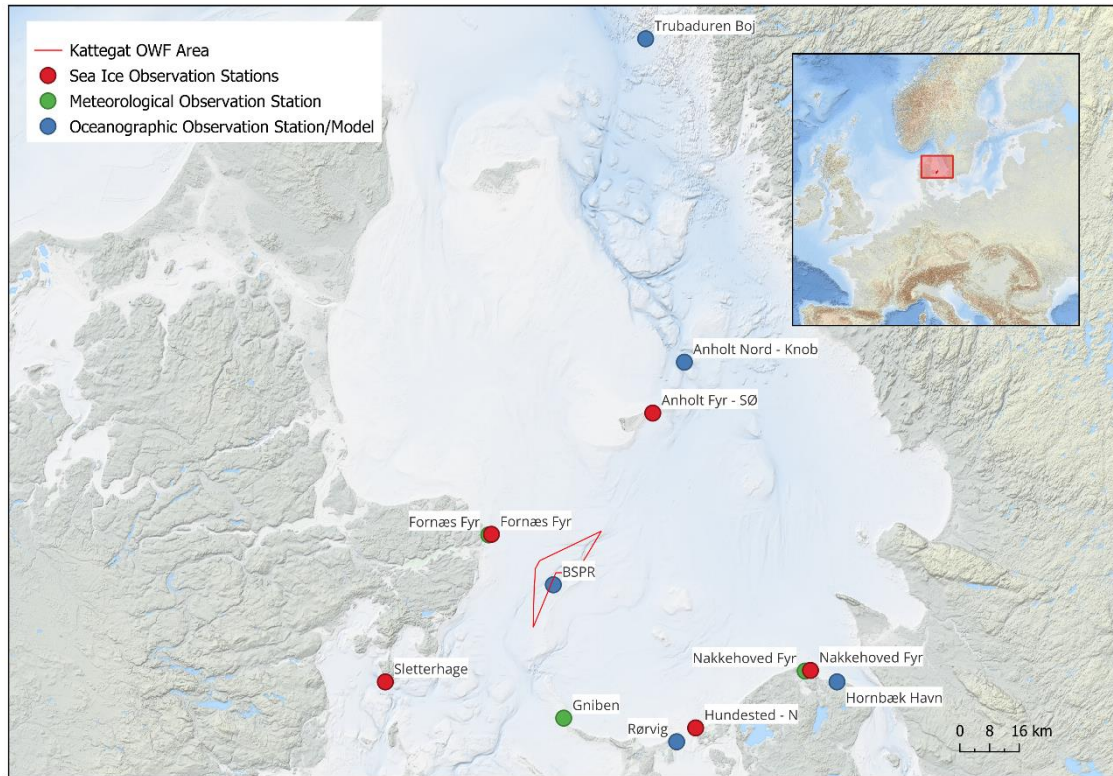 Trubaduren Boj
Kattegat OWF Area
Sea Ice Observation Stations
Meteorological Observation Station
Oceanographic Observation Station/Model
Anholt Nord - Knob
Anholt Fyr - SØ
Fornæs Fyr
Fornæs Fyr
BSPR
Nakkehoved Fyr
Nakkehoved Fyr
Sletterhage
Hornbæk Havn
Gniben
Hundested - N
Rørvig
0 8 16 km